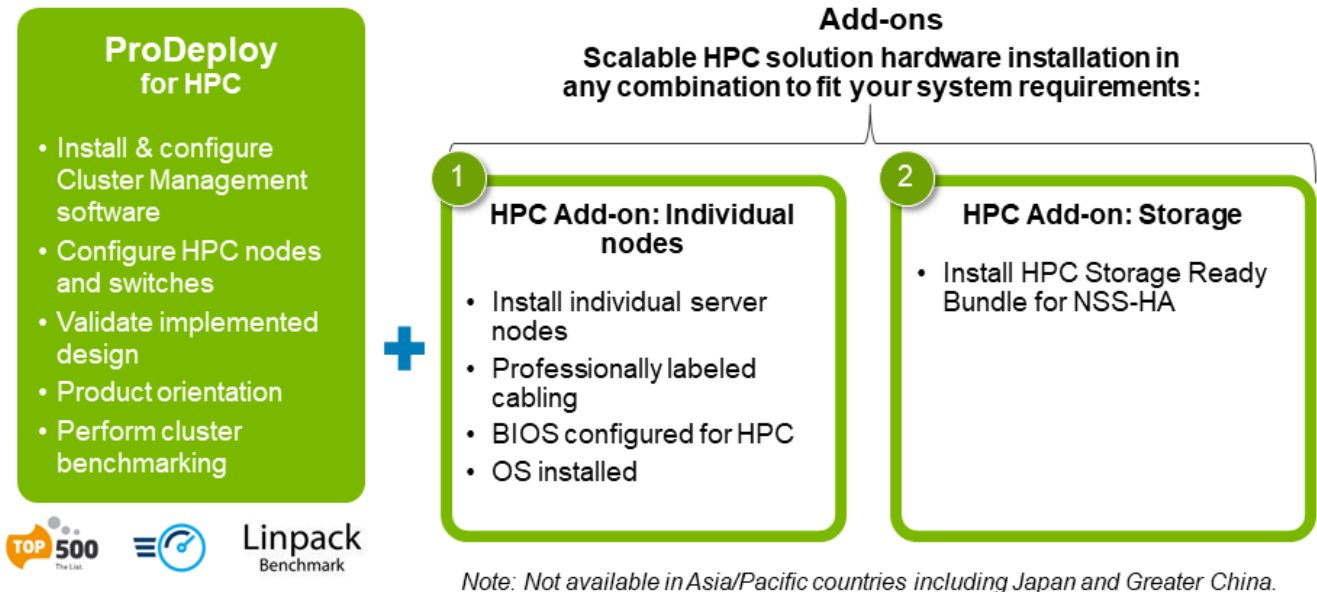 ProDeploy
for HPC
• Install & configure
Cluster Management
software
• Configure HPC nodes
and switches
• Validate implemented
design
• Product orientation
• Perform cluster
benchmarking
TOP 500
The List.
Linpack
Benchmark
Add-ons
Scalable HPC solution hardware installation in
any combination to fit your system requirements:
1
HPC Add-on: Individual
nodes
• Install individual server
nodes
• Professionally labeled
cabling
• BIOS configured for HPC
• OS installed
2
HPC Add-on: Storage
• Install HPC Storage Ready
Bundle for NSS-HA
Note: Not available in Asia/Pacific countries including Japan and Greater China.